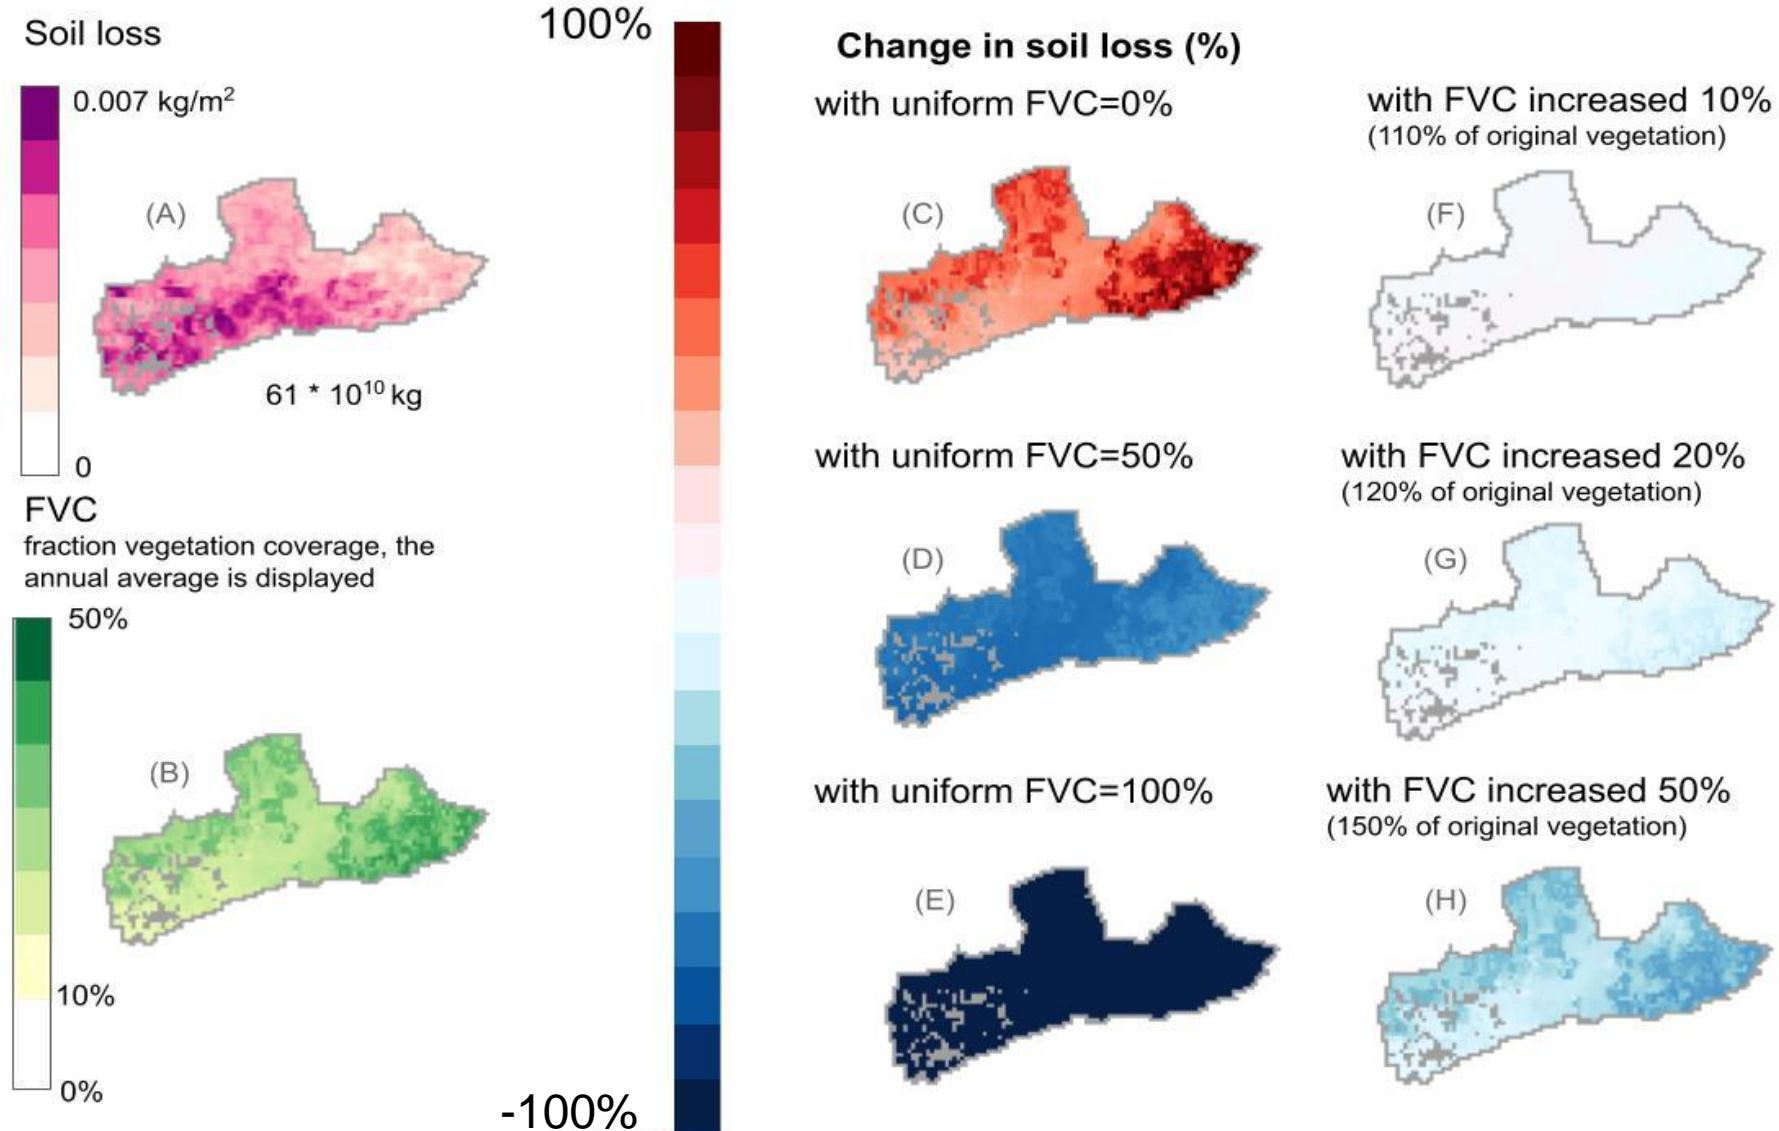 Soil loss
0.007 kg/m²
(A)
61 * 10¹⁰ kg
0
FVC
fraction vegetation coverage, the
annual average is displayed
50%
(B)
10%
0%
100%
-100%
Change in soil loss (%)
with uniform FVC=0%
(C)
with uniform FVC=50%
(D)
with uniform FVC=100%
(E)
with FVC increased 10%
(110% of original vegetation)
(F)
with FVC increased 20%
(120% of original vegetation)
(G)
with FVC increased 50%
(150% of original vegetation)
(H)